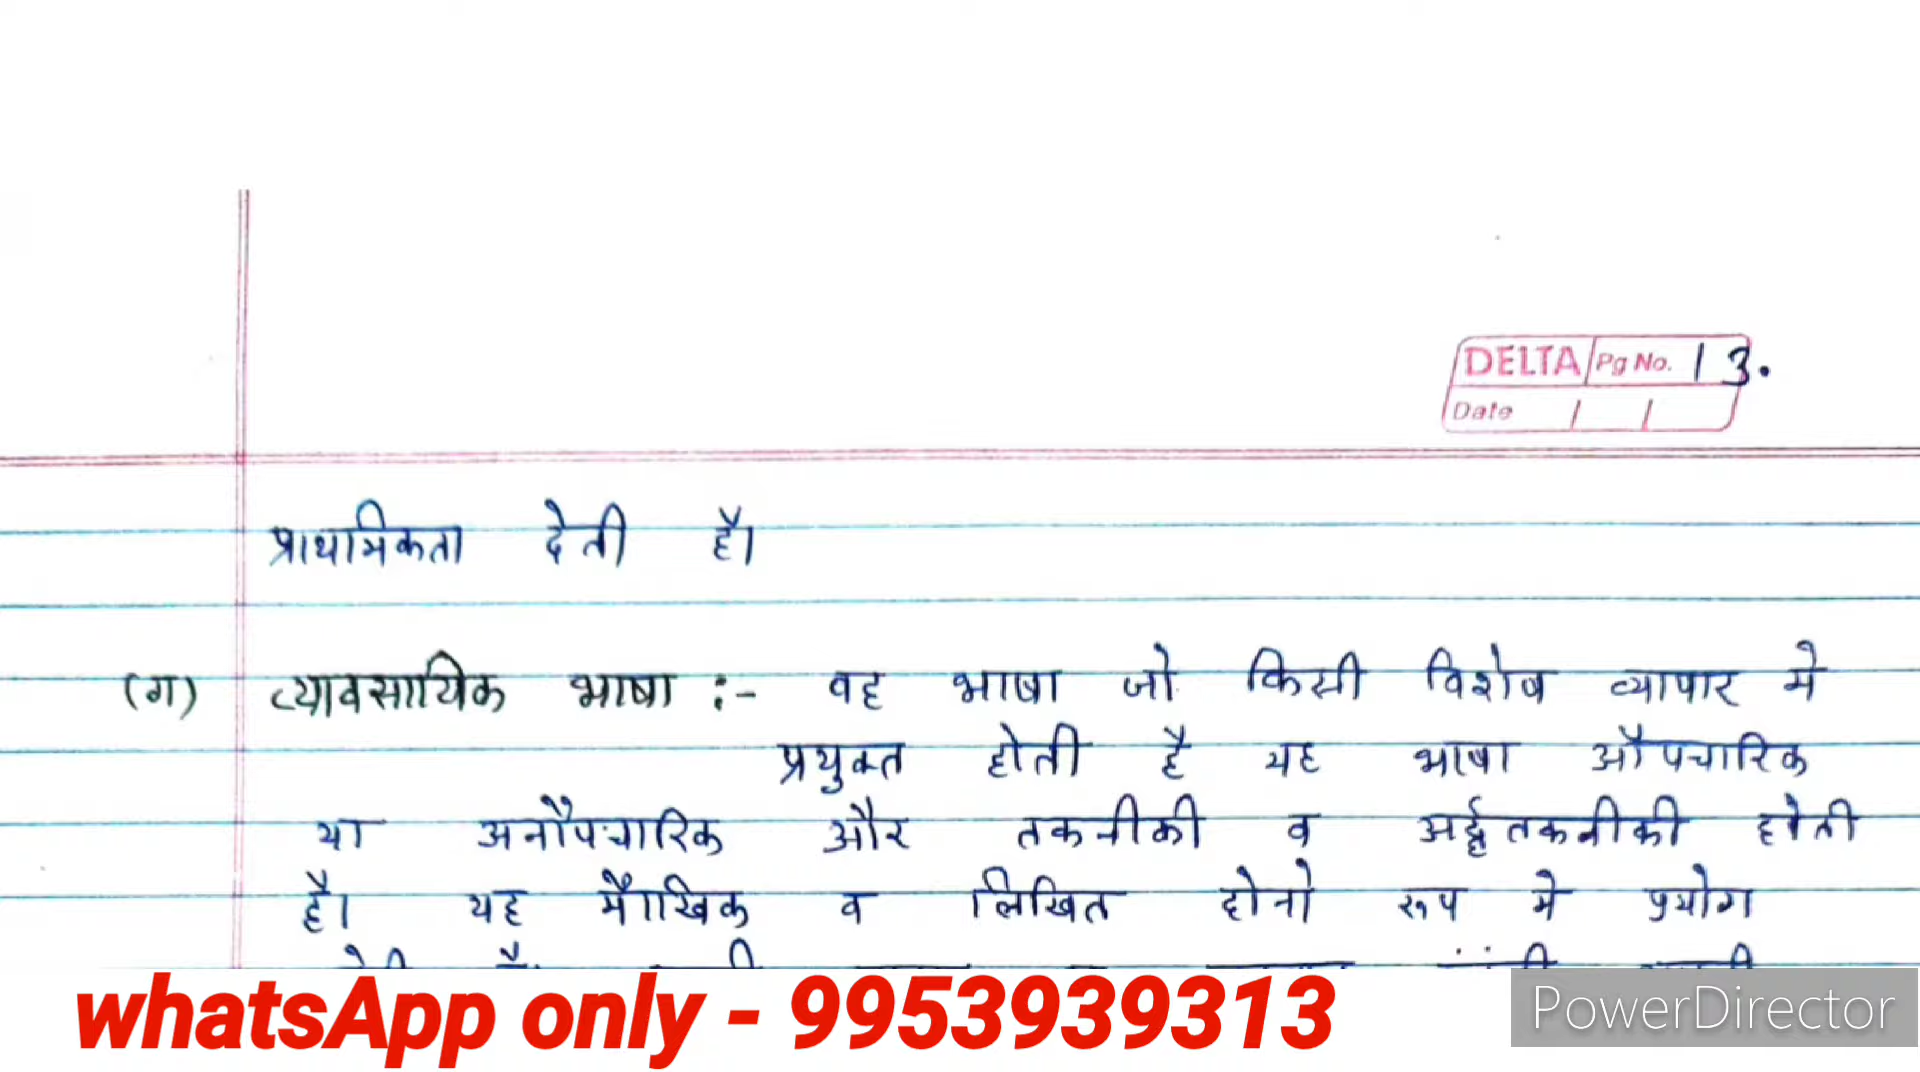 DELTA Pg No. 13.
Date / /
प्राथमिकता देती है।
(ग) व्यावसायिक भाषा :- वह भाषा जो किसी विशेष व्यापार मे
प्रयुक्त होती है यह भाषा औपचारिक
या अनौपचारिक और तकनीकी व अर्द्धतकनीकी होती
है। यह मौखिक व लिखित दोनो रूप मे प्रयोग
whatsApp only - 9953939313
PowerDirector